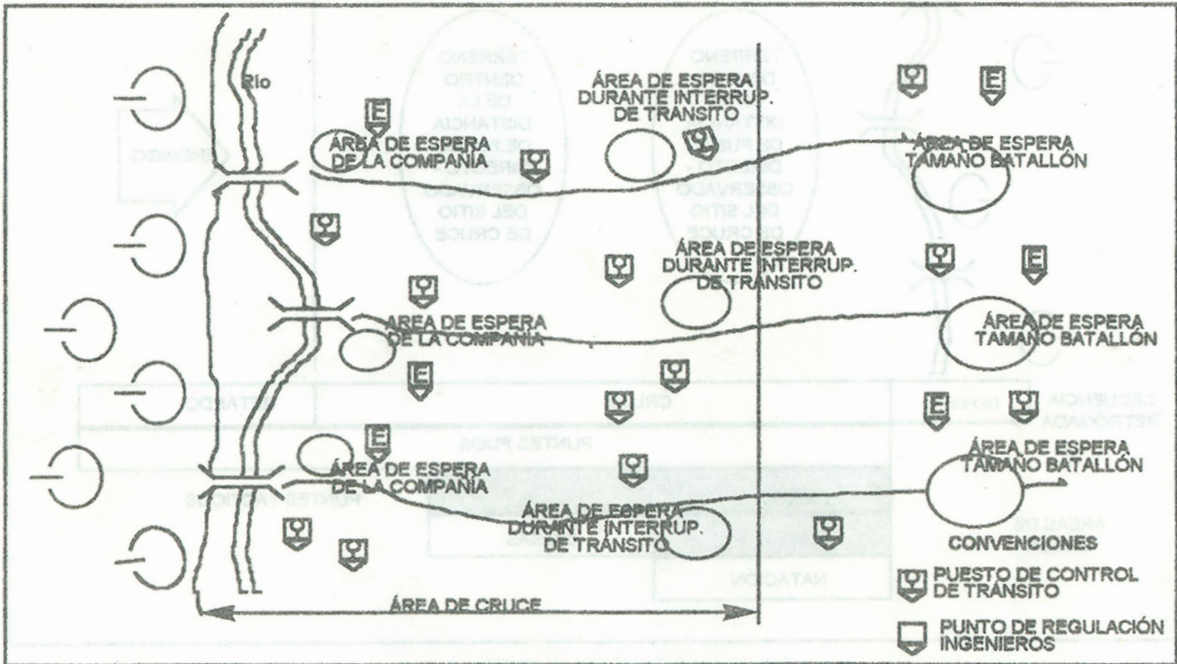 Río
E
ÁREA DE ESPERA
DE LA COMPAÑÍA
ÁREA DE ESPERA
DURANTE INTERRUP.
DE TRÁNSITO
E
ÁREA DE ESPERA
TAMAÑO BATALLÓN
ÁREA DE ESPERA
DURANTE INTERRUP.
DE TRÁNSITO
E
ÁREA DE ESPERA
DE LA COMPAÑÍA
ÁREA DE ESPERA
TAMAÑO BATALLÓN
E
E
E
ÁREA DE ESPERA
DE LA COMPAÑÍA
ÁREA DE ESPERA
TAMAÑO BATALLÓN
ÁREA DE ESPERA
DURANTE INTERRUP.
DE TRÁNSITO
CONVENCIONES
PUESTO DE CONTROL
DE TRÁNSITO
ÁREA DE CRUCE
PUNTO DE REGULACIÓN
INGENIEROS